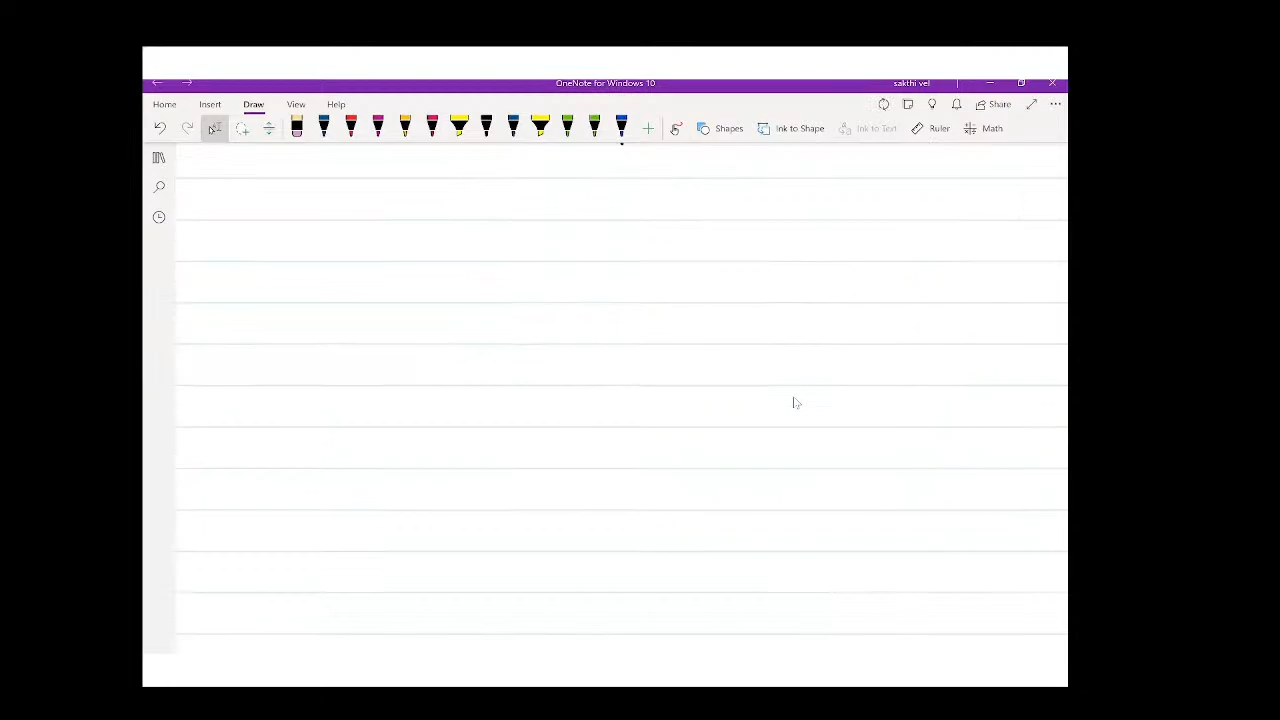 OneNote for Windows 10
sakthi vel
Home Insert Draw View Help
Share
Shapes Ink to Shape Ink to Text Ruler Math